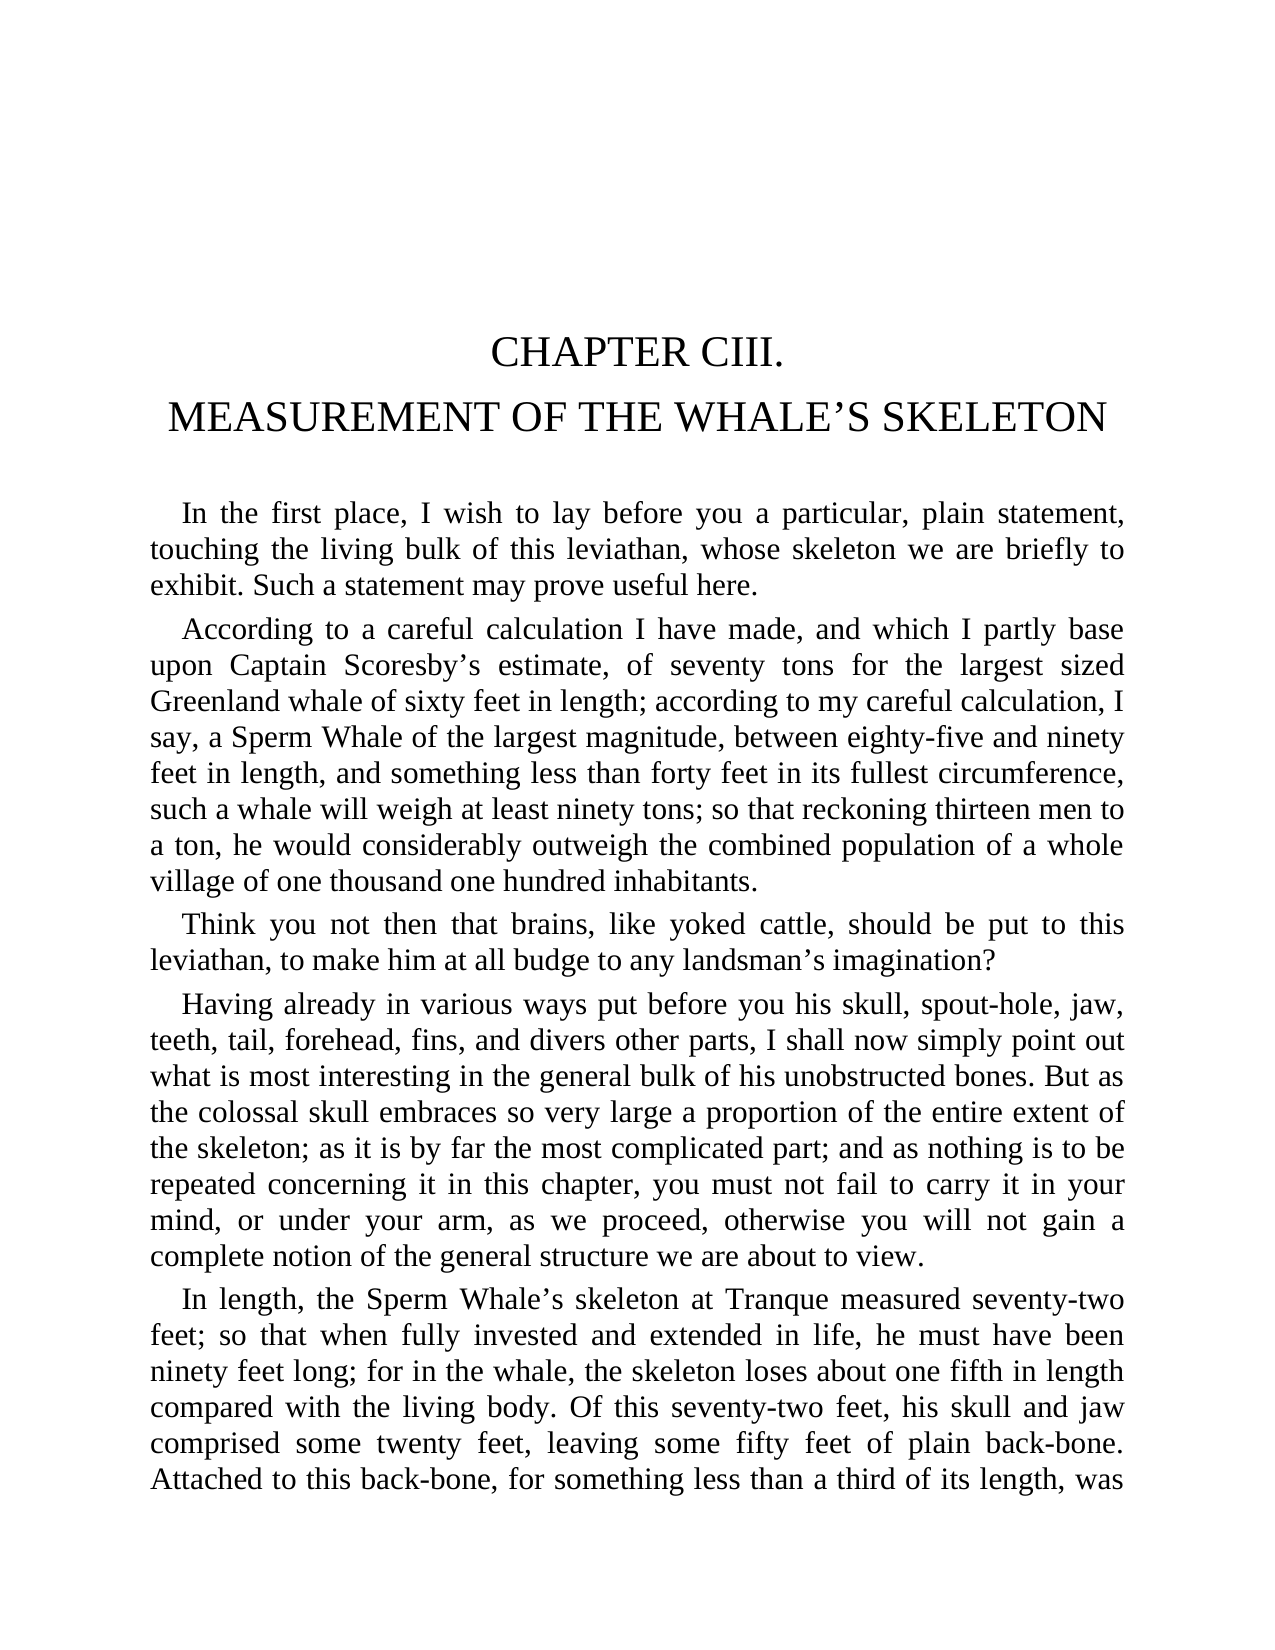 CHAPTER CIII.
MEASUREMENT OF THE WHALE’S SKELETON
In the first place, I wish to lay before you a particular, plain statement,
touching the living bulk of this leviathan, whose skeleton we are briefly to
exhibit. Such a statement may prove useful here.
According to a careful calculation I have made, and which I partly base
upon Captain Scoresby’s estimate, of seventy tons for the largest sized
Greenland whale of sixty feet in length; according to my careful calculation, I
say, a Sperm Whale of the largest magnitude, between eighty-five and ninety
feet in length, and something less than forty feet in its fullest circumference,
such a whale will weigh at least ninety tons; so that reckoning thirteen men to
a ton, he would considerably outweigh the combined population of a whole
village of one thousand one hundred inhabitants.
Think you not then that brains, like yoked cattle, should be put to this
leviathan, to make him at all budge to any landsman’s imagination?
Having already in various ways put before you his skull, spout-hole, jaw,
teeth, tail, forehead, fins, and divers other parts, I shall now simply point out
what is most interesting in the general bulk of his unobstructed bones. But as
the colossal skull embraces so very large a proportion of the entire extent of
the skeleton; as it is by far the most complicated part; and as nothing is to be
repeated concerning it in this chapter, you must not fail to carry it in your
mind, or under your arm, as we proceed, otherwise you will not gain a
complete notion of the general structure we are about to view.
In length, the Sperm Whale’s skeleton at Tranque measured seventy-two
feet; so that when fully invested and extended in life, he must have been
ninety feet long; for in the whale, the skeleton loses about one fifth in length
compared with the living body. Of this seventy-two feet, his skull and jaw
comprised some twenty feet, leaving some fifty feet of plain back-bone.
Attached to this back-bone, for something less than a third of its length, was